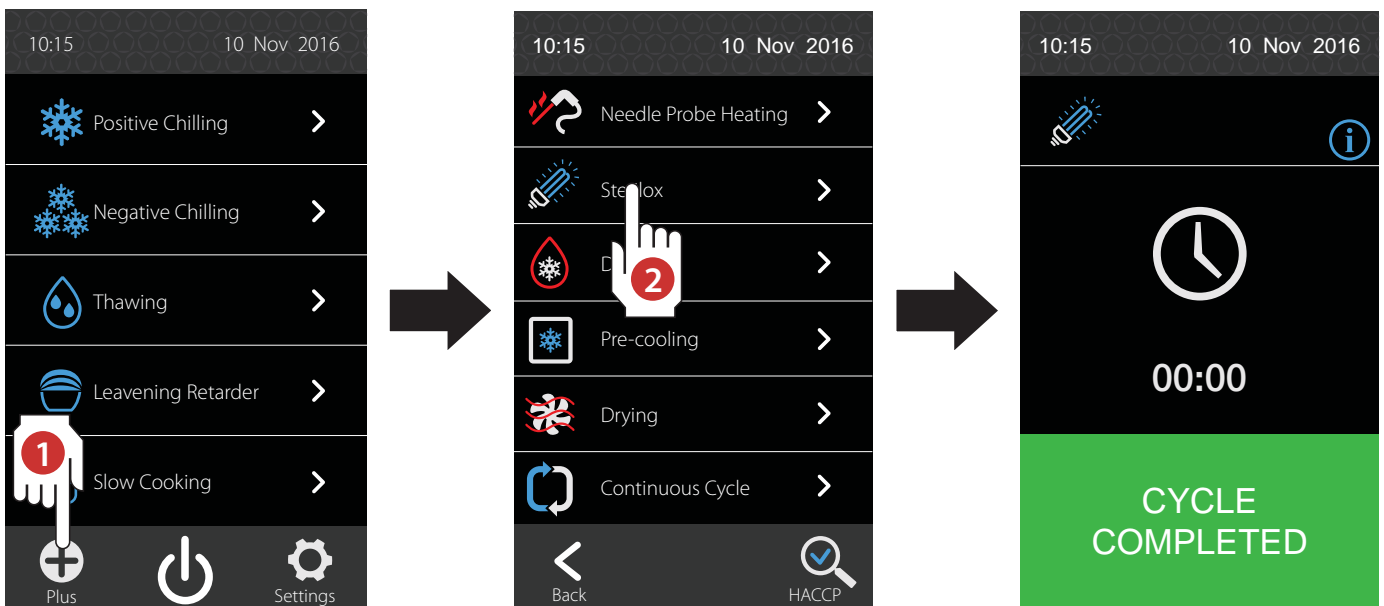 10:15 10 Nov 2016
Positive Chilling
Negative Chilling
Thawing
Leavening Retarder
1
Slow Cooking
Plus
Settings
10:15 10 Nov 2016
Needle Probe Heating
2
Pre-cooling
Drying
Continuous Cycle
Back
HACCP
10:15 10 Nov 2016
i
00:00
CYCLE
COMPLETED